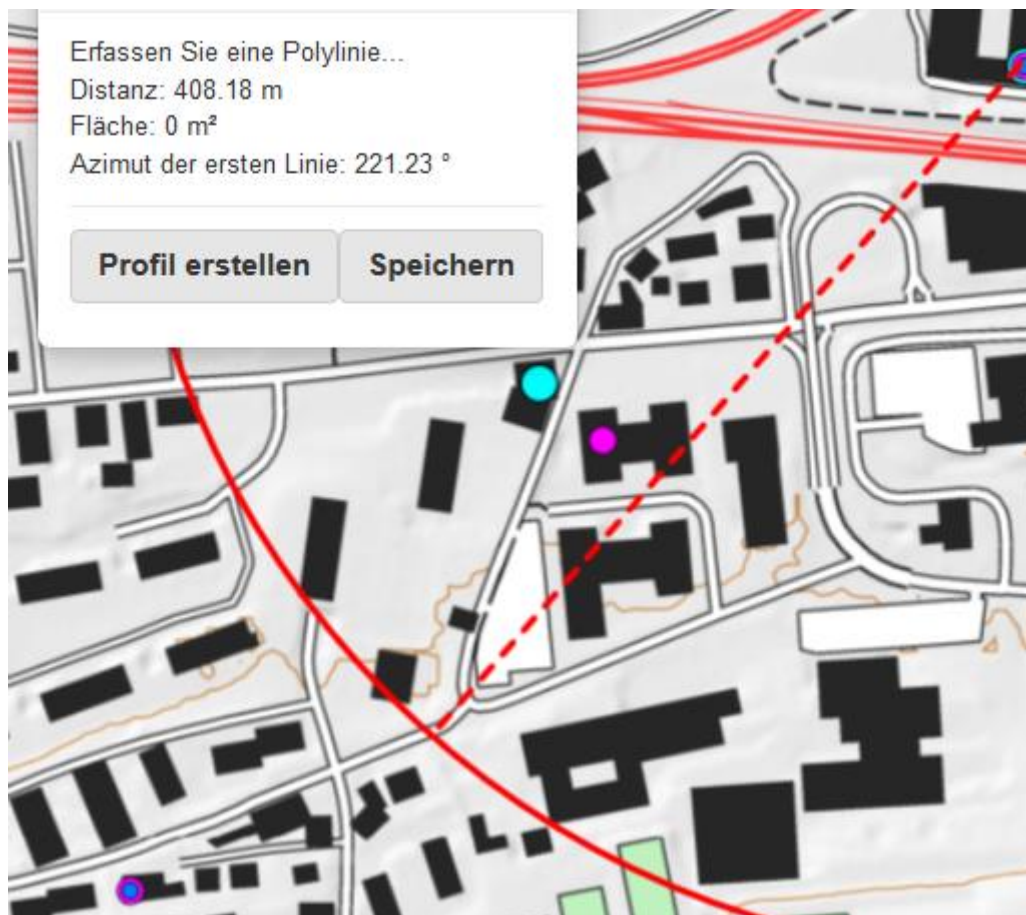 Erfassen Sie eine Polylinie...
Distanz: 408.18 m
Fläche: 0 m²
Azimut der ersten Linie: 221.23 °
Profil erstellen
Speichern